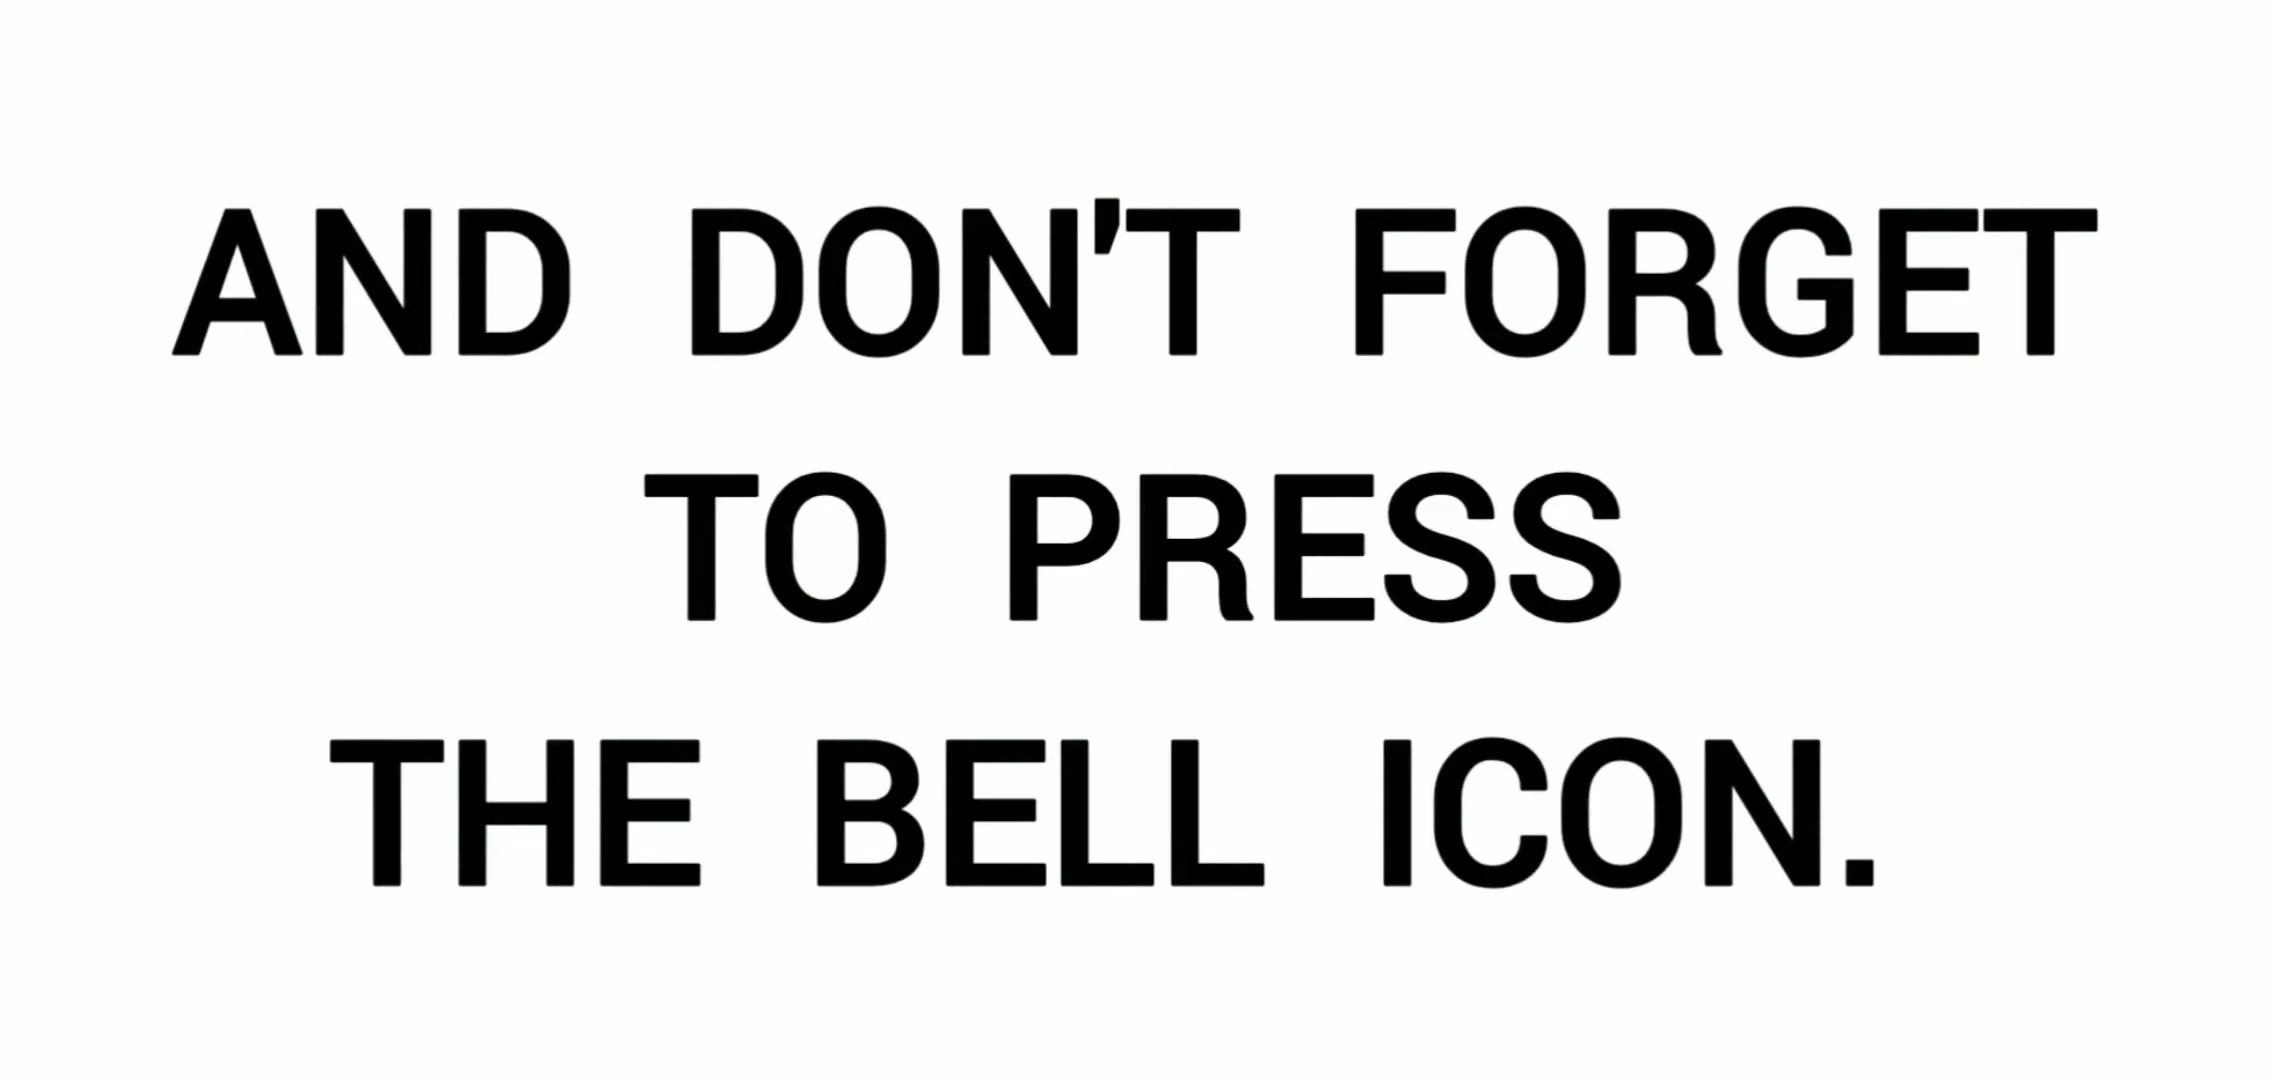 AND DON'T FORGET
TO PRESS
THE BELL ICON.